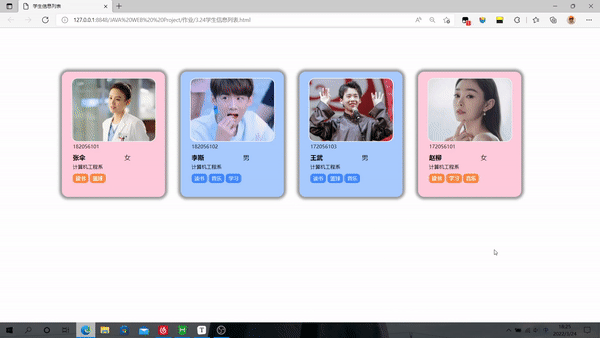 学生信息列表
127.0.0.1:8848/JAVA%20WEB%20%20Project/作业/3.24学生信息列表.html
182056101
张伞 女
计算机工程系
读书 篮球
182056102
李斯 男
计算机工程系
读书 音乐 学习
172056103
王武 男
计算机工程系
读书 篮球 音乐
172056101
赵柳 女
计算机工程系
读书 学习 音乐
2022/3/24